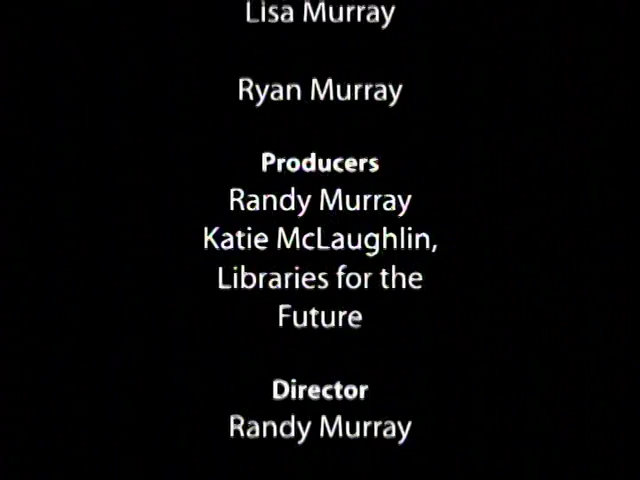 Lisa Murray
Ryan Murray
Producers
Randy Murray
Katie McLaughlin,
Libraries for the
Future
Director
Randy Murray